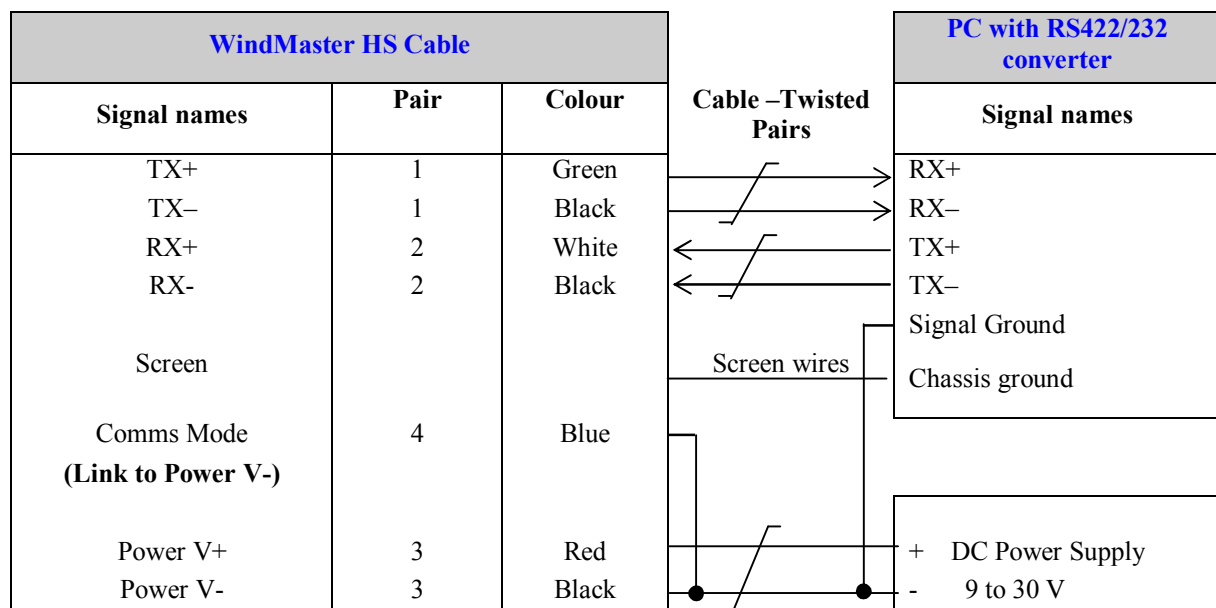 WindMaster HS Cable
PC with RS422/232
converter
Signal names Pair Colour Cable –Twisted
Pairs Signal names
TX+ 1 Green RX+
TX– 1 Black RX–
RX+ 2 White TX+
RX- 2 Black TX–
Signal Ground
Screen Screen wires
Chassis ground
Comms Mode 4 Blue
(Link to Power V-)
Power V+ 3 Red + DC Power Supply
Power V- 3 Black - 9 to 30 V